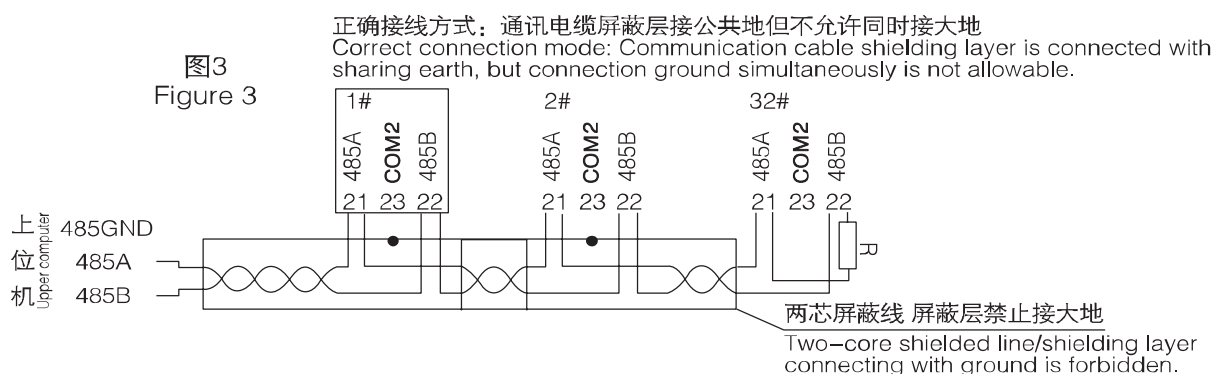 正确接线方式：通讯电缆屏蔽层接公共地但不允许同时接大地
Correct connection mode: Communication cable shielding layer is connected with
sharing earth, but connection ground simultaneously is not allowable.
图3
Figure 3
1# 2# 32#
485A COM2 485B 485A COM2 485B 485A COM2 485B
21 23 22 21 23 22 21 23 22
上位机
Upper computer
485GND
485A
485B
R
两芯屏蔽线 屏蔽层禁止接大地
Two-core shielded line/shielding layer
connecting with ground is forbidden.